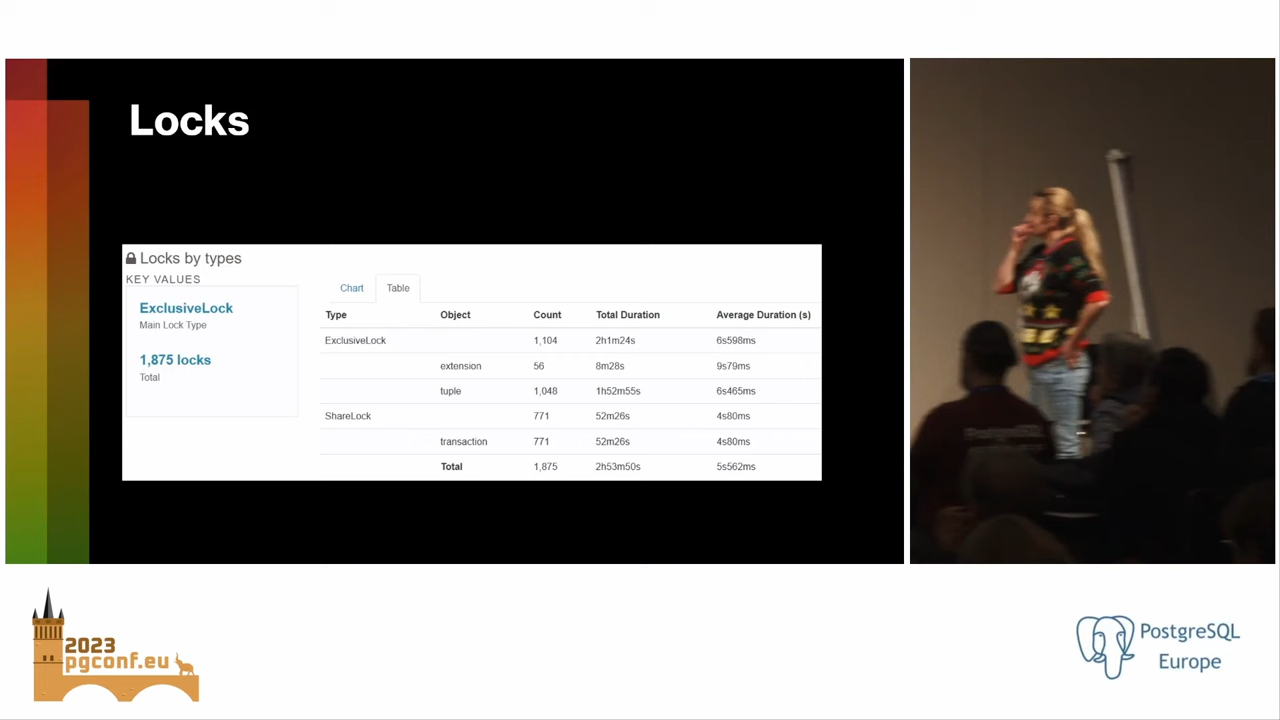 Locks
Locks by types
KEY VALUES
ExclusiveLock
Main Lock Type
1,875 locks
Total
Chart Table
Type Object Count Total Duration Average Duration (s)
ExclusiveLock 1,104 2h1m24s 6s598ms
extension 56 8m28s 9s79ms
tuple 1,048 1h52m55s 6s465ms
ShareLock 771 52m26s 4s80ms
transaction 771 52m26s 4s80ms
Total 1,875 2h53m50s 5s562ms
2023
pgconf.eu
PostgreSQL
Europe